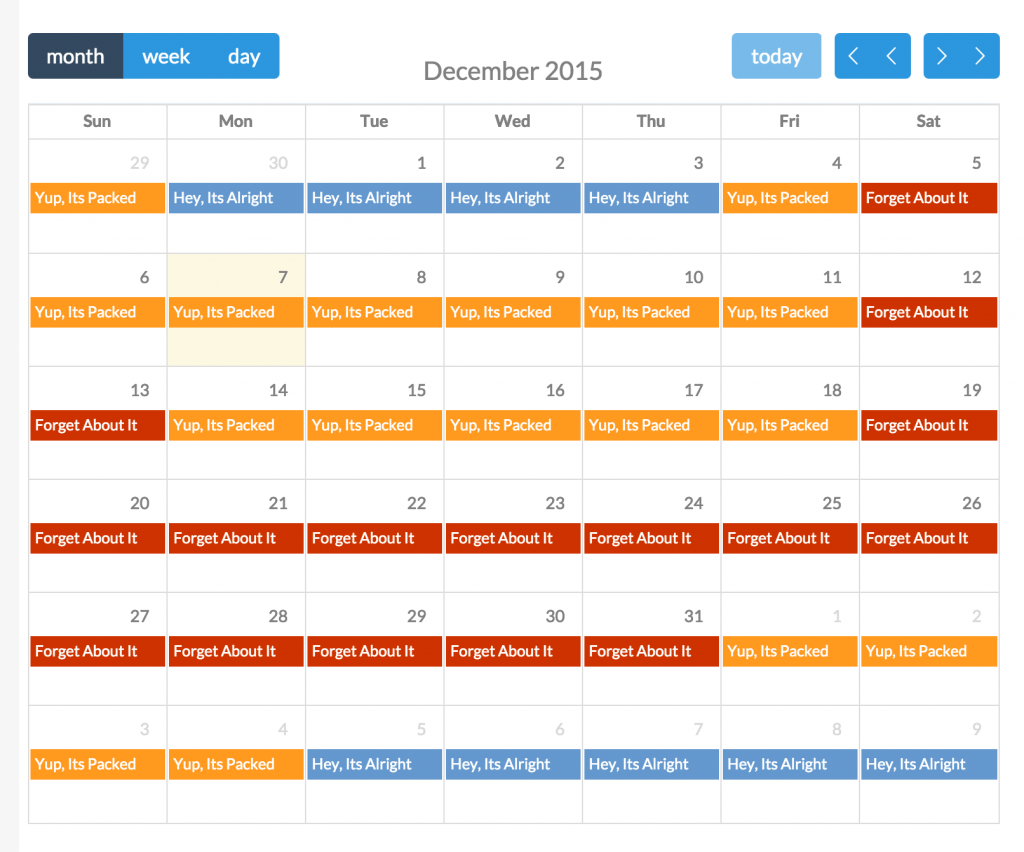 month week day
December 2015
today
Sun Mon Tue Wed Thu Fri Sat
29 30 1 2 3 4 5
Yup, Its Packed Hey, Its Alright Hey, Its Alright Hey, Its Alright Hey, Its Alright Yup, Its Packed Forget About It
6 7 8 9 10 11 12
Yup, Its Packed Yup, Its Packed Yup, Its Packed Yup, Its Packed Yup, Its Packed Yup, Its Packed Forget About It
13 14 15 16 17 18 19
Forget About It Yup, Its Packed Yup, Its Packed Yup, Its Packed Yup, Its Packed Yup, Its Packed Forget About It
20 21 22 23 24 25 26
Forget About It Forget About It Forget About It Forget About It Forget About It Forget About It Forget About It
27 28 29 30 31 1 2
Forget About It Forget About It Forget About It Forget About It Forget About It Yup, Its Packed Yup, Its Packed
3 4 5 6 7 8 9
Yup, Its Packed Yup, Its Packed Hey, Its Alright Hey, Its Alright Hey, Its Alright Hey, Its Alright Hey, Its Alright